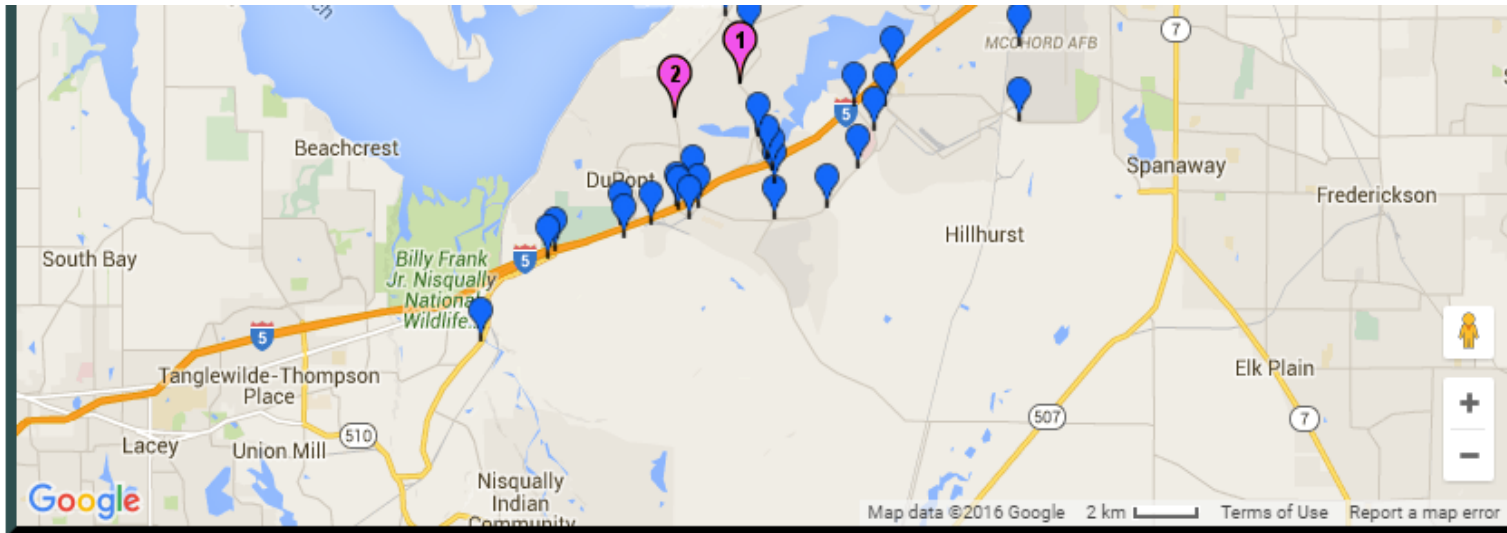 ch
7
1
MCCHORD AFB
2
5
Beachcrest
Spanaway
DuPont
Frederickson
Hillhurst
South Bay
Billy Frank
Jr. Nisqually
National
Wildlife...
5
5
Tanglewilde-Thompson
Place
Elk Plain
507
7
Lacey
Union Mill
510
Nisqually
Indian
Community
+
−
Google
Map data ©2016 Google
2 km
Terms of Use
Report a map error